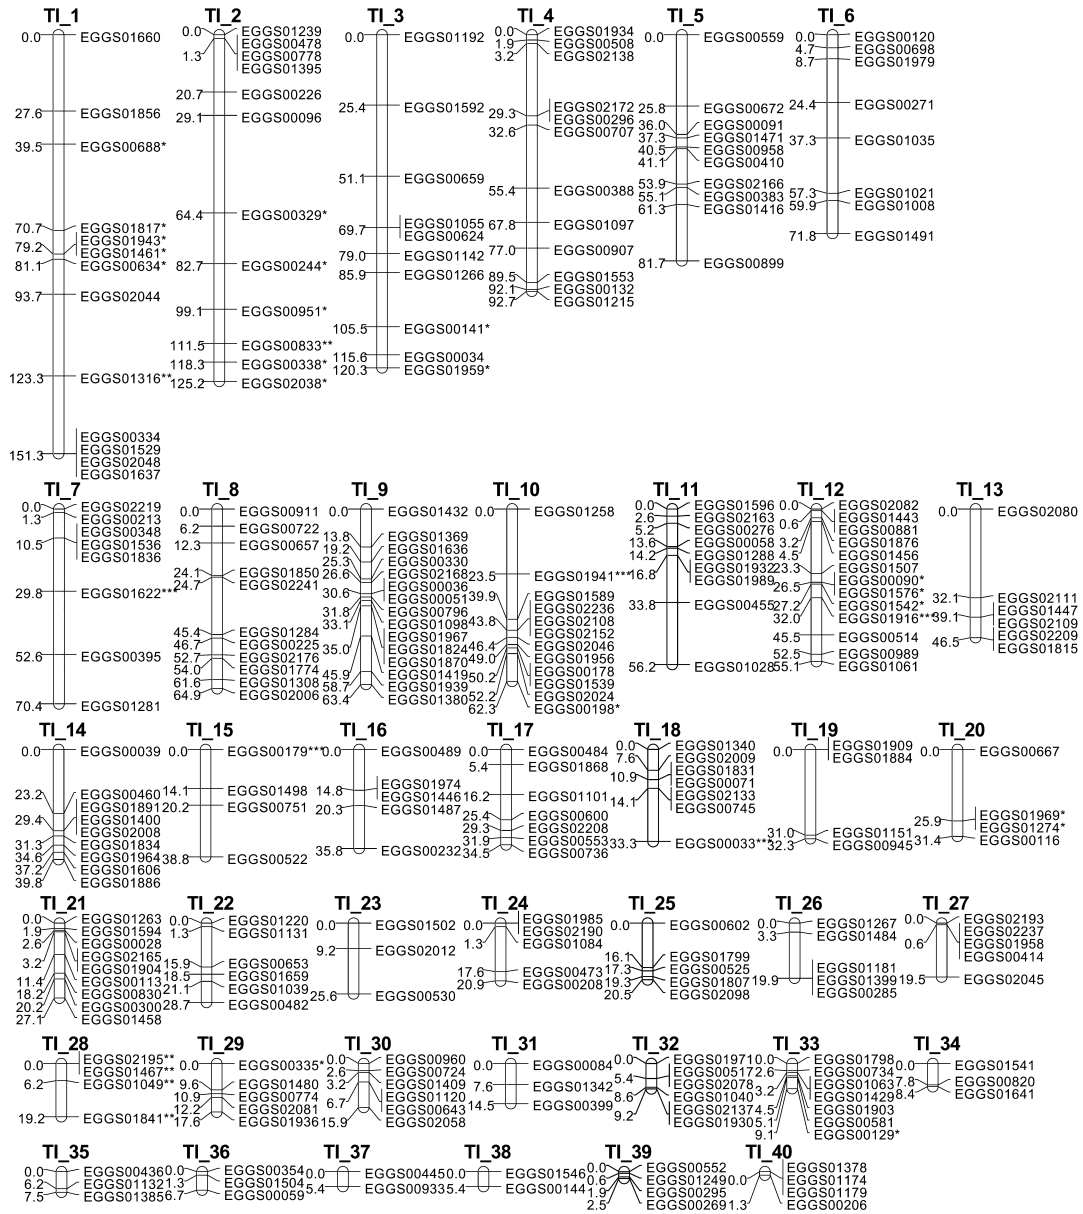 TI_1
0.0 EGGS01660
27.6 EGGS01856
39.5 EGGS00688*
70.7 EGGS01817*
79.2 EGGS01943*
EGGS01461*
81.1 EGGS00634*
93.7 EGGS02044
123.3 EGGS01316**
151.3 EGGS00334
EGGS01529
EGGS02048
EGGS01637
TI_2
0.0 EGGS01239
1.3 EGGS00478
EGGS00778
EGGS01395
20.7 EGGS00226
29.1 EGGS00096
64.4 EGGS00329*
82.7 EGGS00244*
99.1 EGGS00951*
111.5 EGGS00833**
118.3 EGGS00338*
125.2 EGGS02038*
TI_3
0.0 EGGS01192
25.4 EGGS01592
51.1 EGGS00659
69.7 EGGS01055
EGGS00624
79.0 EGGS01142
85.9 EGGS01266
105.5 EGGS00141*
115.6 EGGS00034
120.3 EGGS01959*
TI_4
0.0 EGGS01934
1.9 EGGS00508
3.2 EGGS02138
29.3 EGGS02172
EGGS00296
32.6 EGGS00707
55.4 EGGS00388
67.8 EGGS01097
77.0 EGGS00907
89.5 EGGS01553
92.1 EGGS00132
92.7 EGGS01215
TI_5
0.0 EGGS00559
25.8 EGGS00672
36.0 EGGS00091
37.3 EGGS01471
40.5 EGGS00958
41.1 EGGS00410
53.9 EGGS02166
55.1 EGGS00383
61.3 EGGS01416
81.7 EGGS00899
TI_6
0.0 EGGS00120
4.7 EGGS00698
8.7 EGGS01979
24.4 EGGS00271
37.3 EGGS01035
57.3 EGGS01021
59.9 EGGS01008
71.8 EGGS01491
TI_7
0.0 EGGS02219
1.3 EGGS00213
EGGS00348
10.5 EGGS01536
EGGS01836
29.8 EGGS01622***
52.6 EGGS00395
70.4 EGGS01281
TI_8
0.0 EGGS00911
6.2 EGGS00722
12.3 EGGS00657
24.1 EGGS01850
24.7 EGGS02241
45.4 EGGS01284
46.7 EGGS00225
52.7 EGGS02176
54.0 EGGS01774
61.6 EGGS01308
64.9 EGGS02006
TI_9
0.0 EGGS01432
13.8 EGGS01369
19.2 EGGS01636
25.3 EGGS00330
26.6 EGGS02168
30.6 EGGS00036
EGGS00051
31.8 EGGS00796
33.1 EGGS01098
35.0 EGGS01967
EGGS01824
EGGS01870
45.9 EGGS01419
58.7 EGGS01939
63.4 EGGS01380
TI_10
0.0 EGGS01258
23.5 EGGS01941***
39.9 EGGS01589
43.8 EGGS02236
EGGS02108
EGGS02152
46.4 EGGS02046
49.0 EGGS01956
50.2 EGGS00178
EGGS01539
52.2 EGGS02024
62.3 EGGS00198*
TI_11
0.0 EGGS01596
2.6 EGGS02163
5.2 EGGS00276
13.6 EGGS00058
14.2 EGGS01288
16.8 EGGS01932
EGGS01989
33.8 EGGS00455
56.2 EGGS01028
TI_12
0.0 EGGS02082
0.6 EGGS01443
EGGS00881
3.2 EGGS01876
4.5 EGGS01456
23.3 EGGS01507
26.5 EGGS00090*
EGGS01576*
27.2 EGGS01542*
32.0 EGGS01916***
45.5 EGGS00514
52.5 EGGS00989
55.1 EGGS01061
TI_13
0.0 EGGS02080
32.1 EGGS02111
39.1 EGGS01447
EGGS02109
46.5 EGGS02209
EGGS01815
TI_14
0.0 EGGS00039
23.2 EGGS00460
29.4 EGGS01891
EGGS01400
EGGS02008
31.3 EGGS01834
34.6 EGGS01964
37.2 EGGS01606
39.8 EGGS01886
TI_15
0.0 EGGS00179***
14.1 EGGS01498
20.2 EGGS00751
38.8 EGGS00522
TI_16
0.0 EGGS00489
14.8 EGGS01974
EGGS01446
20.3 EGGS01487
35.8 EGGS00232
TI_17
0.0 EGGS00484
5.4 EGGS01868
16.2 EGGS01101
25.4 EGGS00600
29.3 EGGS02208
31.9 EGGS00553
34.5 EGGS00736
TI_18
0.0 EGGS01340
7.6 EGGS02009
10.9 EGGS01831
EGGS00071
14.1 EGGS02133
EGGS00745
33.3 EGGS00033**
TI_19
0.0 EGGS01909
EGGS01884
31.0 EGGS01151
32.3 EGGS00945
TI_20
0.0 EGGS00667
25.9 EGGS01969*
EGGS01274*
31.4 EGGS00116
TI_21
0.0 EGGS01263
1.9 EGGS01594
2.6 EGGS00028
3.2 EGGS02165
EGGS01904
11.4 EGGS00113
18.2 EGGS00830
20.2 EGGS00300
27.1 EGGS01458
TI_22
0.0 EGGS01220
1.3 EGGS01131
15.9 EGGS00653
18.5 EGGS01659
21.1 EGGS01039
28.7 EGGS00482
TI_23
0.0 EGGS01502
9.2 EGGS02012
25.6 EGGS00530
TI_24
0.0 EGGS01985
EGGS02190
1.3 EGGS01084
17.6 EGGS00473
20.9 EGGS00208
TI_25
0.0 EGGS00602
16.1 EGGS01799
17.3 EGGS00525
19.3 EGGS01807
20.5 EGGS02098
TI_26
0.0 EGGS01267
3.3 EGGS01484
19.9 EGGS01181
EGGS01399
EGGS00285
TI_27
0.0 EGGS02193
0.6 EGGS02237
EGGS01958
EGGS00414
19.5 EGGS02045
TI_28
0.0 EGGS02195**
EGGS01467**
6.2 EGGS01049**
19.2 EGGS01841**
TI_29
0.0 EGGS00335*
9.6 EGGS01480
10.9 EGGS00774
12.2 EGGS02081
17.6 EGGS01936
TI_30
0.0 EGGS00960
2.6 EGGS00724
3.2 EGGS01409
6.7 EGGS01120
EGGS00643
15.9 EGGS02058
TI_31
0.0 EGGS00084
7.6 EGGS01342
14.5 EGGS00399
TI_32
0.0 EGGS01971
5.4 EGGS00517
EGGS02078
8.6 EGGS01040
9.2 EGGS02137
EGGS01930
TI_33
0.0 EGGS01798
2.6 EGGS00734
3.2 EGGS01063
EGGS01429
4.5 EGGS01903
5.1 EGGS00581
9.1 EGGS00129*
TI_34
0.0 EGGS01541
7.8 EGGS00820
8.4 EGGS01641
TI_35
0.0 EGGS00436
6.2 EGGS01132
7.5 EGGS01385
TI_36
0.0 EGGS00354
1.3 EGGS01504
6.7 EGGS00059
TI_37
0.0 EGGS00445
5.4 EGGS00933
TI_38
0.0 EGGS01546
5.4 EGGS00144
TI_39
0.0 EGGS00552
0.6 EGGS01249
1.9 EGGS00295
2.5 EGGS00269
TI_40
0.0 EGGS01378
EGGS01174
EGGS01179
1.3 EGGS00206